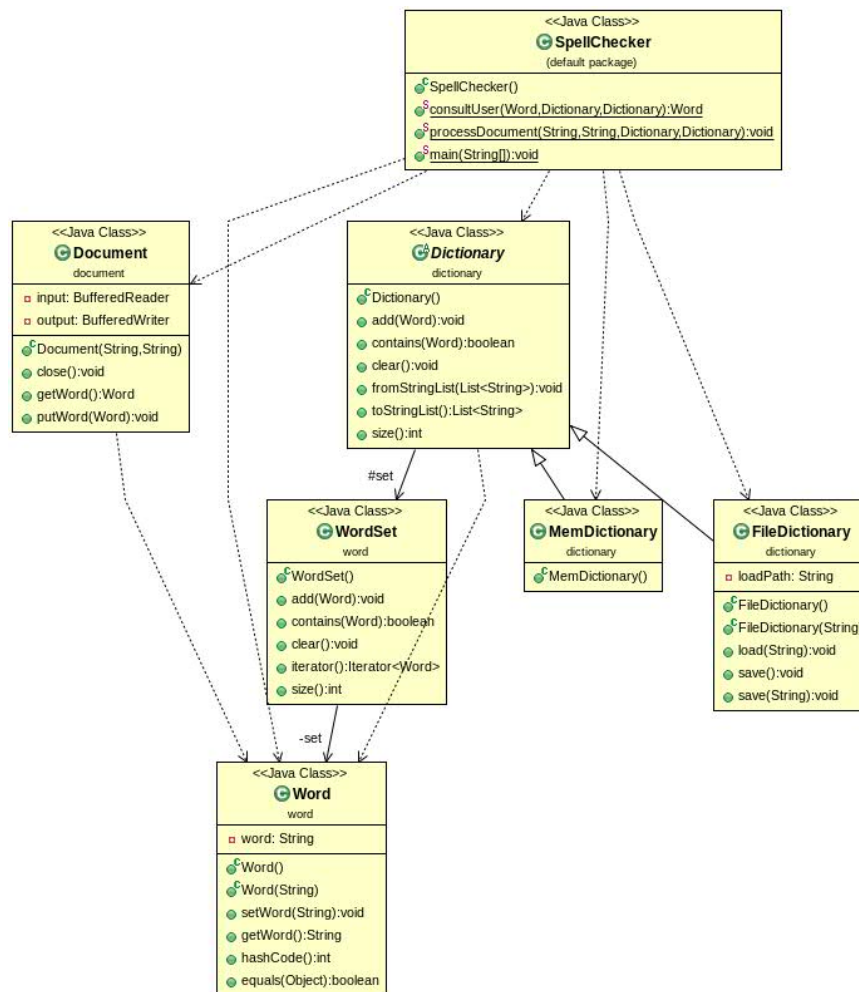 <<Java Class>>
SpellChecker
(default package)
SpellChecker()
consultUser(Word,Dictionary,Dictionary):Word
processDocument(String,String,Dictionary,Dictionary):void
main(String[]):void
<<Java Class>>
Document
document
input: BufferedReader
output: BufferedWriter
Document(String,String)
close():void
getWord():Word
putWord(Word):void
<<Java Class>>
Dictionary
dictionary
Dictionary()
add(Word):void
contains(Word):boolean
clear():void
fromStringList(List<String>):void
toStringList():List<String>
size():int
#set
<<Java Class>>
WordSet
word
WordSet()
add(Word):void
contains(Word):boolean
clear():void
iterator():Iterator<Word>
size():int
<<Java Class>>
MemDictionary
dictionary
MemDictionary()
<<Java Class>>
FileDictionary
dictionary
loadPath: String
FileDictionary()
FileDictionary(String
load(String):void
save():void
save(String):void
-set
<<Java Class>>
Word
word
word: String
Word()
Word(String)
setWord(String):void
getWord():String
hashCode():int
equals(Object):boolean